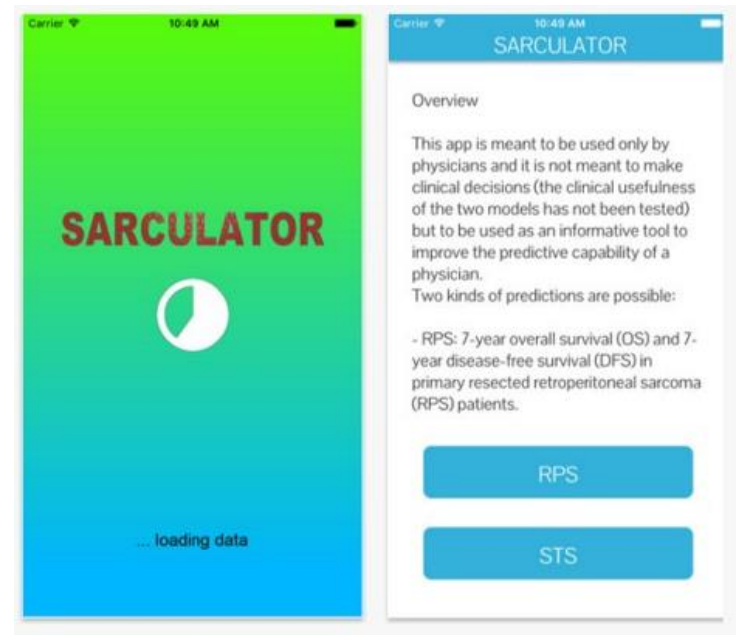 Carrier 10:49 AM
SARCULATOR
... loading data
Carrier 10:49 AM
SARCULATOR
Overview
This app is meant to be used only by
physicians and it is not meant to make
clinical decisions (the clinical usefulness
of the two models has not been tested)
but to be used as an informative tool to
improve the predictive capability of a
physician.
Two kinds of predictions are possible:
- RPS: 7-year overall survival (OS) and 7-
year disease-free survival (DFS) in
primary resected retroperitoneal sarcoma
(RPS) patients.
RPS
STS